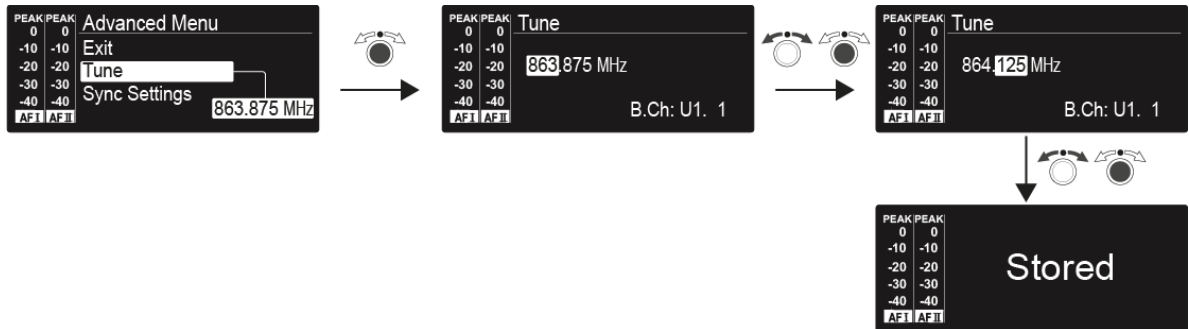 PEAK PEAK Advanced Menu
0 0
-10 -10 Exit
-20 -20 Tune
-30 -30 Sync Settings
-40 -40 863.875 MHz
AF I AF II
PEAK PEAK Tune
0 0
-10 -10
-20 -20 863.875 MHz
-30 -30
-40 -40 B.Ch: U1. 1
AF I AF II
PEAK PEAK Tune
0 0
-10 -10
-20 -20 864.125 MHz
-30 -30
-40 -40 B.Ch: U1. 1
AF I AF II
PEAK PEAK
0 0
-10 -10
-20 -20 Stored
-30 -30
-40 -40
AF I AF II